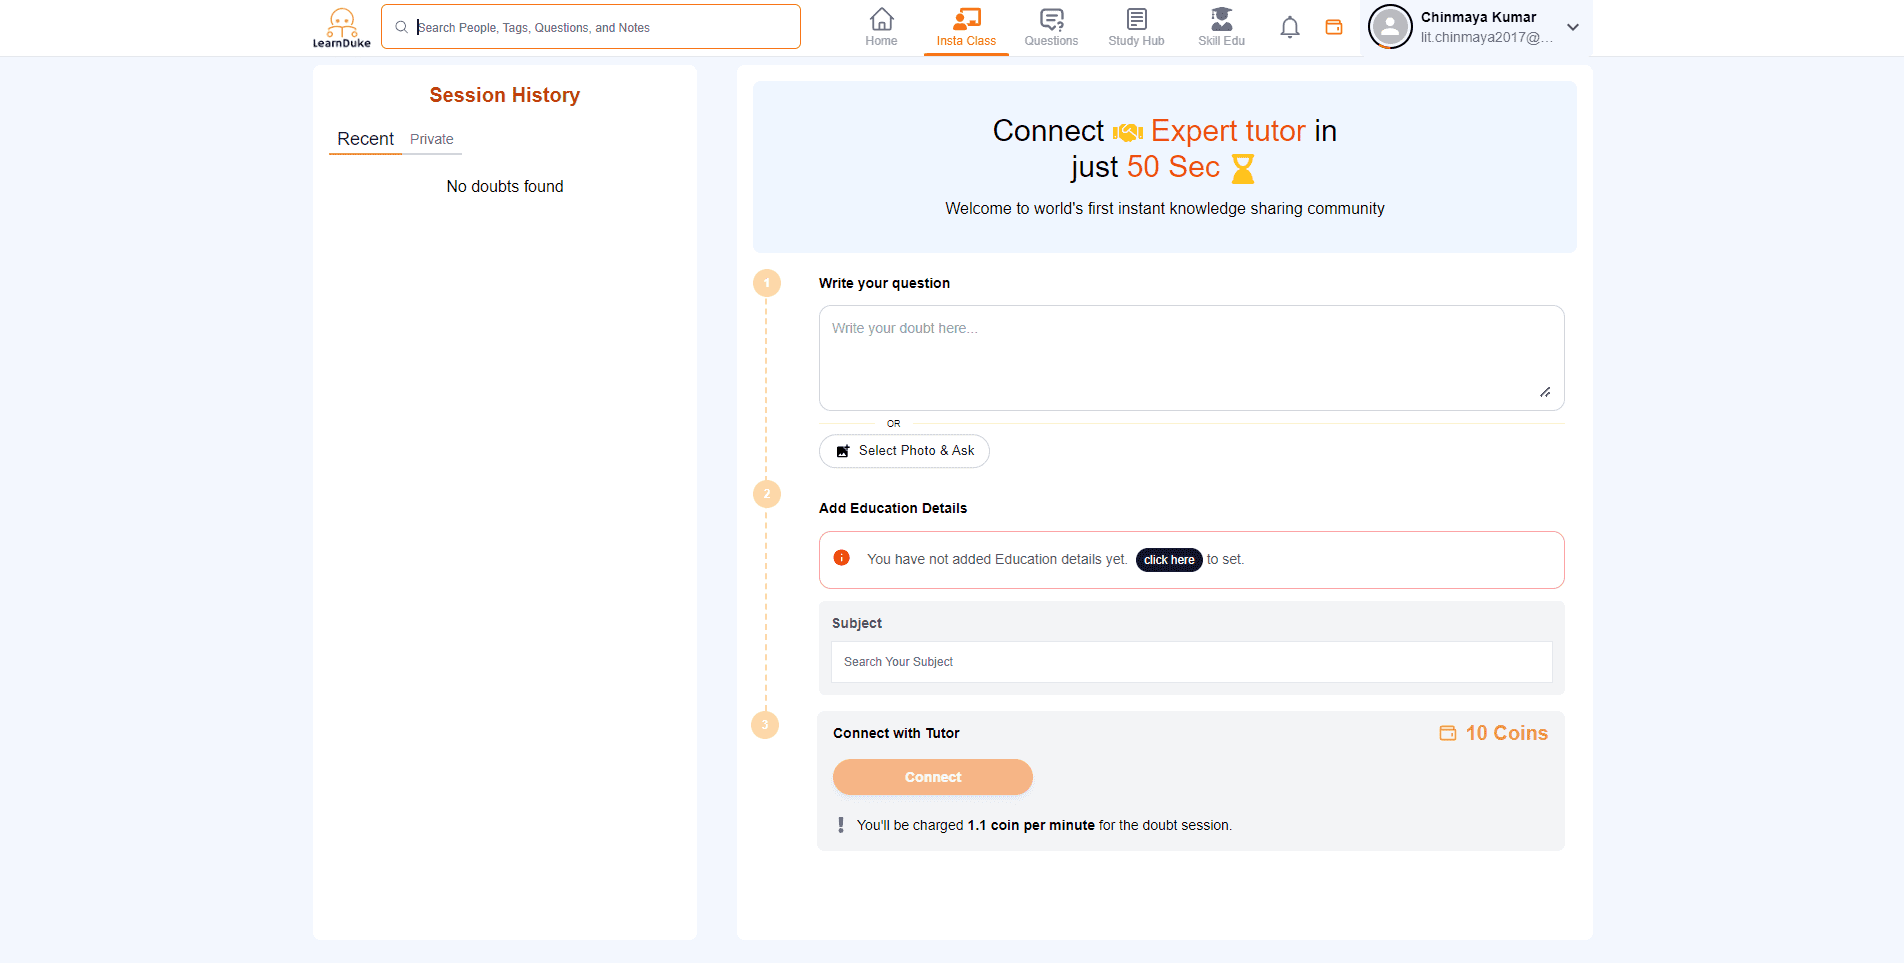 LearnDuke
Search People, Tags, Questions, and Notes
Home
Insta Class
Questions
Study Hub
Skill Edu
Chinmaya Kumar
lit.chinmaya2017@...
Session History
Recent Private
No doubts found
Connect Expert tutor in
just 50 Sec
Welcome to world's first instant knowledge sharing community
1
Write your question
Write your doubt here...
OR
Select Photo & Ask
2
Add Education Details
You have not added Education details yet. click here to set.
Subject
Search Your Subject
3
Connect with Tutor
10 Coins
Connect
You'll be charged 1.1 coin per minute for the doubt session.